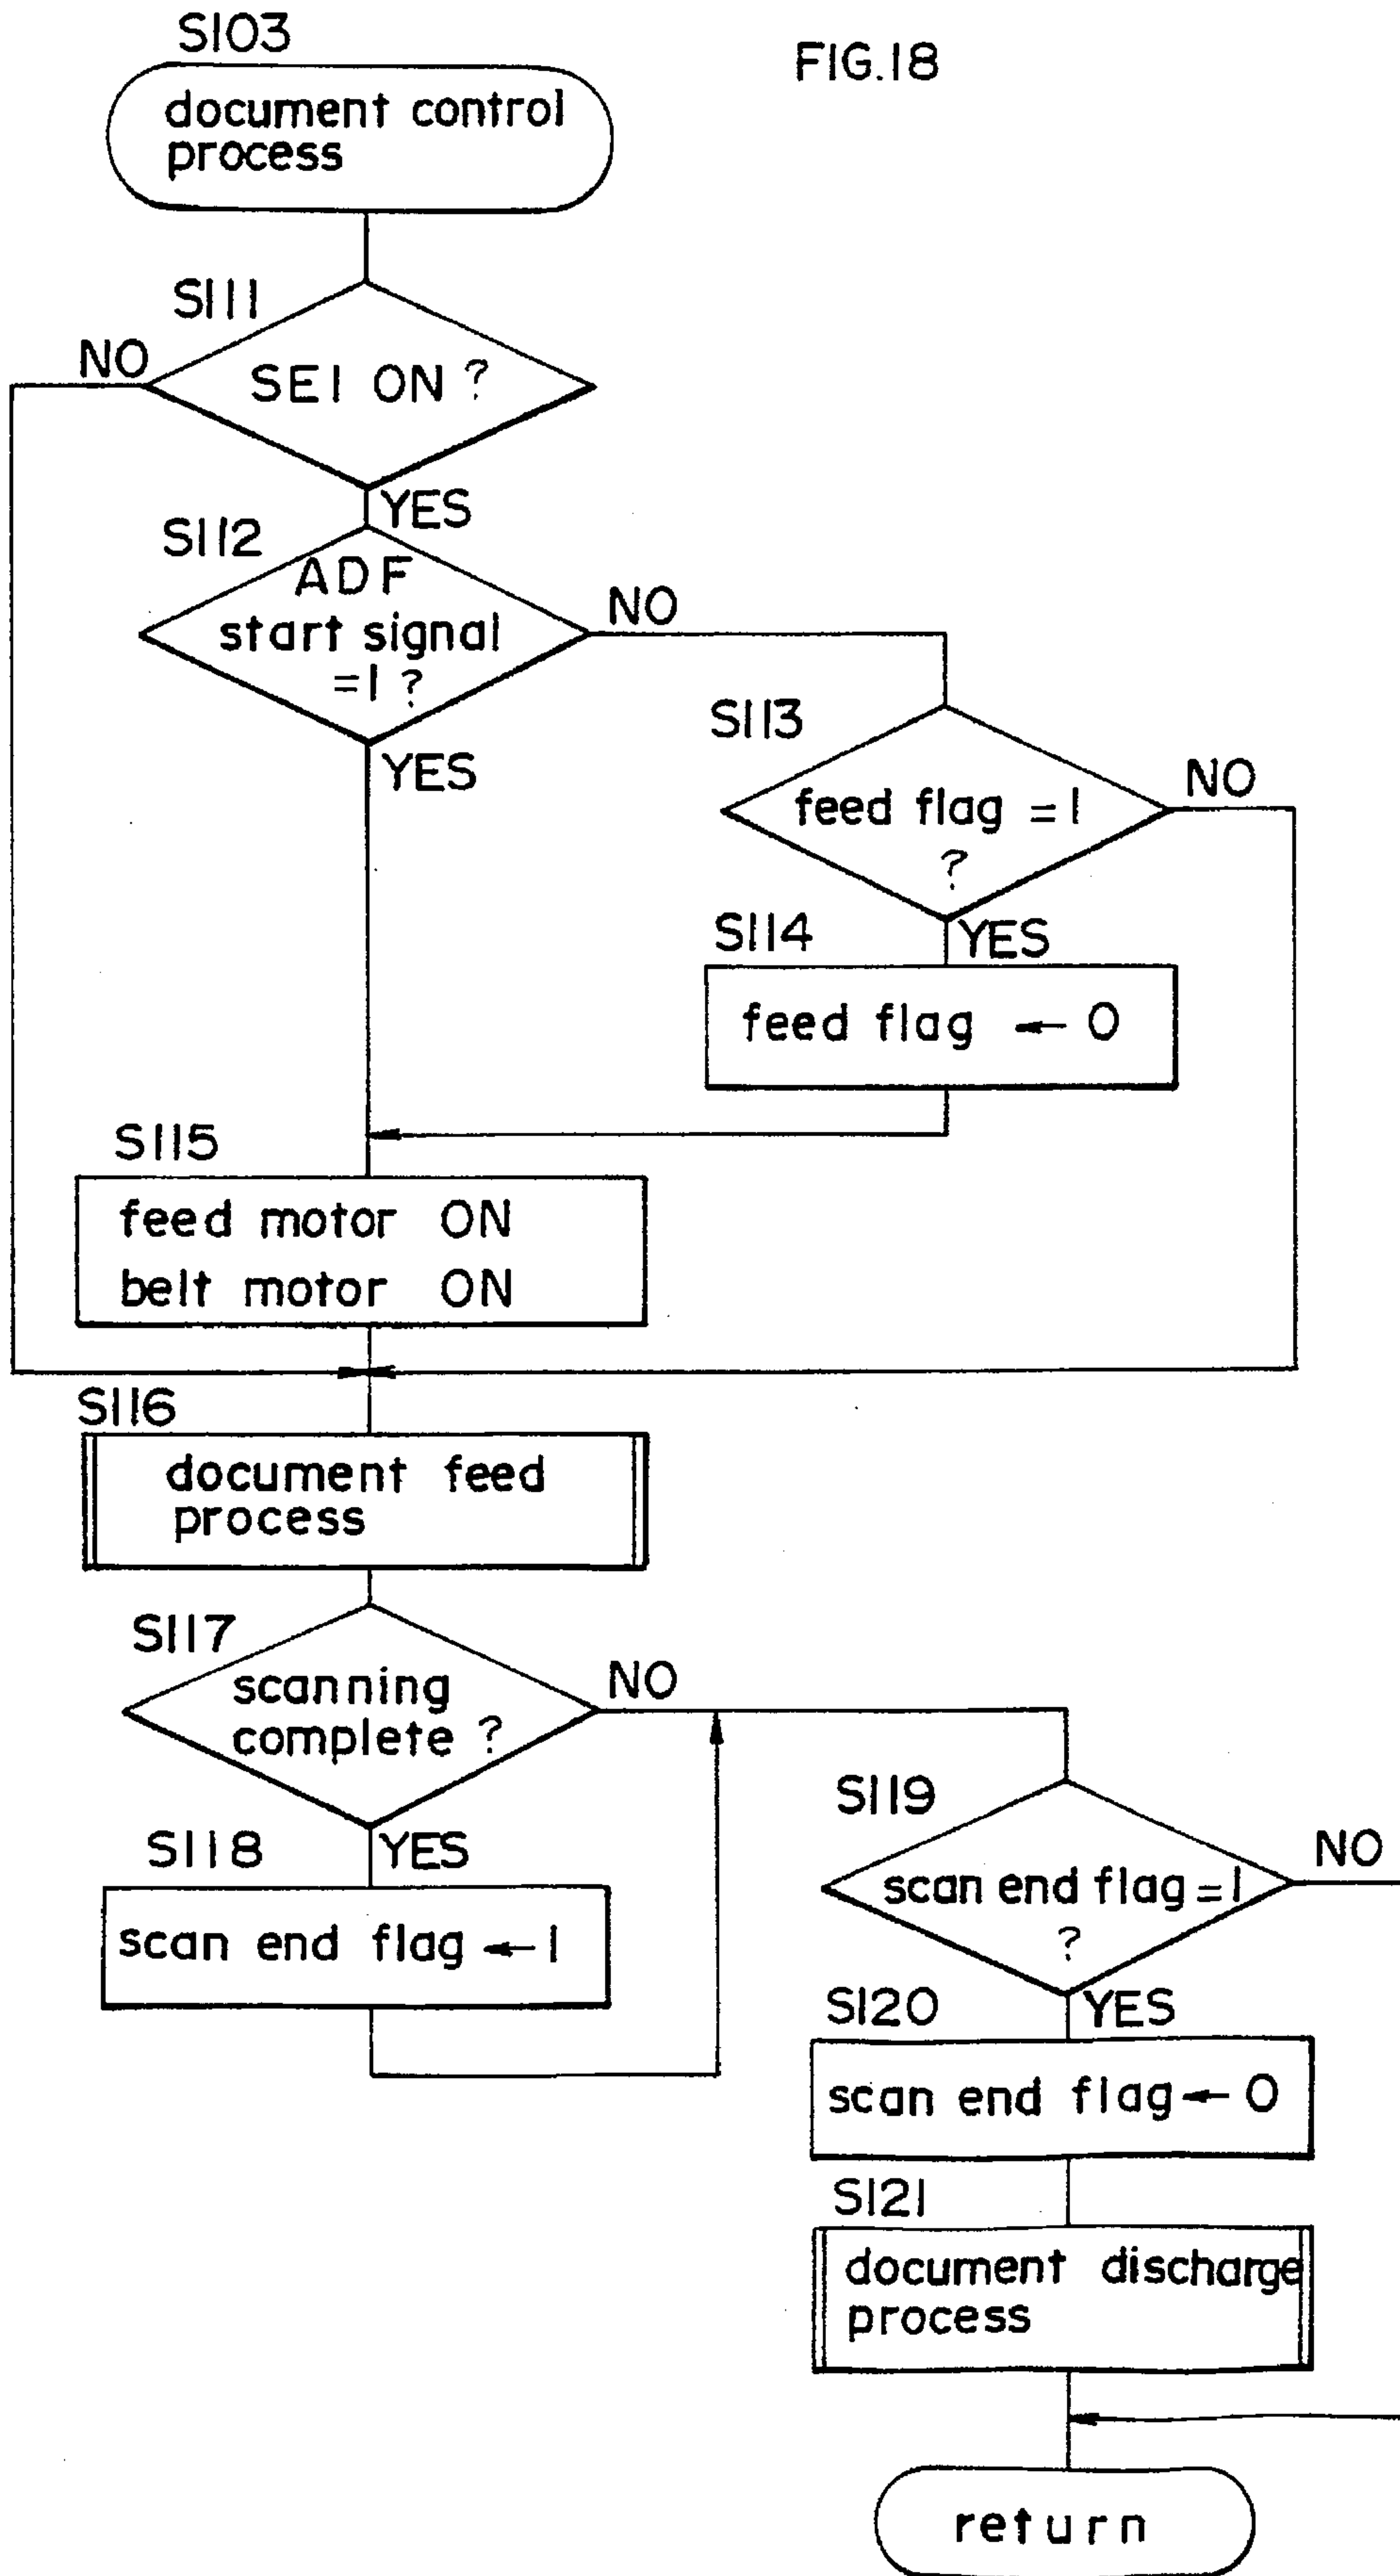 S103
FIG.18
document control
process
S111
NO
SE1 ON ?
YES
S112
ADF
start signal
=1 ?
NO
YES
S113
feed flag =1
?
NO
S114
YES
feed flag ← 0
S115
feed motor ON
belt motor ON
S116
document feed
process
S117
scanning
complete ?
NO
S118
YES
scan end flag ←1
S119
scan end flag=1
?
NO
S120
YES
scan end flag← 0
S121
document discharge
process
return